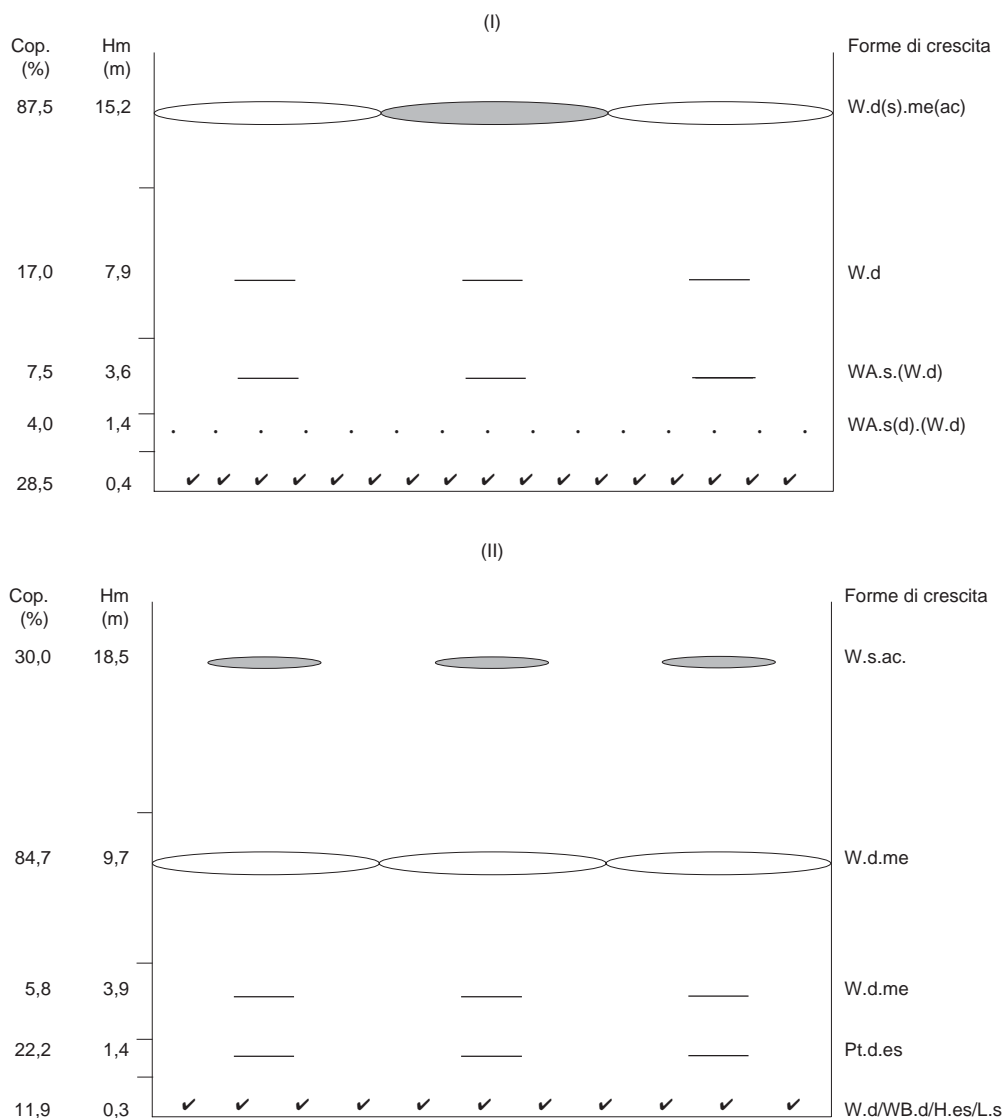 (I)
Cop. Hm Forme di crescita
(%) (m)
87,5 15,2 W.d(s).me(ac)
17,0 7,9 W.d
7,5 3,6 WA.s.(W.d)
4,0 1,4 WA.s(d).(W.d)
28,5 0,4
(II)
Cop. Hm Forme di crescita
(%) (m)
30,0 18,5 W.s.ac.
84,7 9,7 W.d.me
5,8 3,9 W.d.me
22,2 1,4 Pt.d.es
11,9 0,3 W.d/WB.d/H.es/L.s